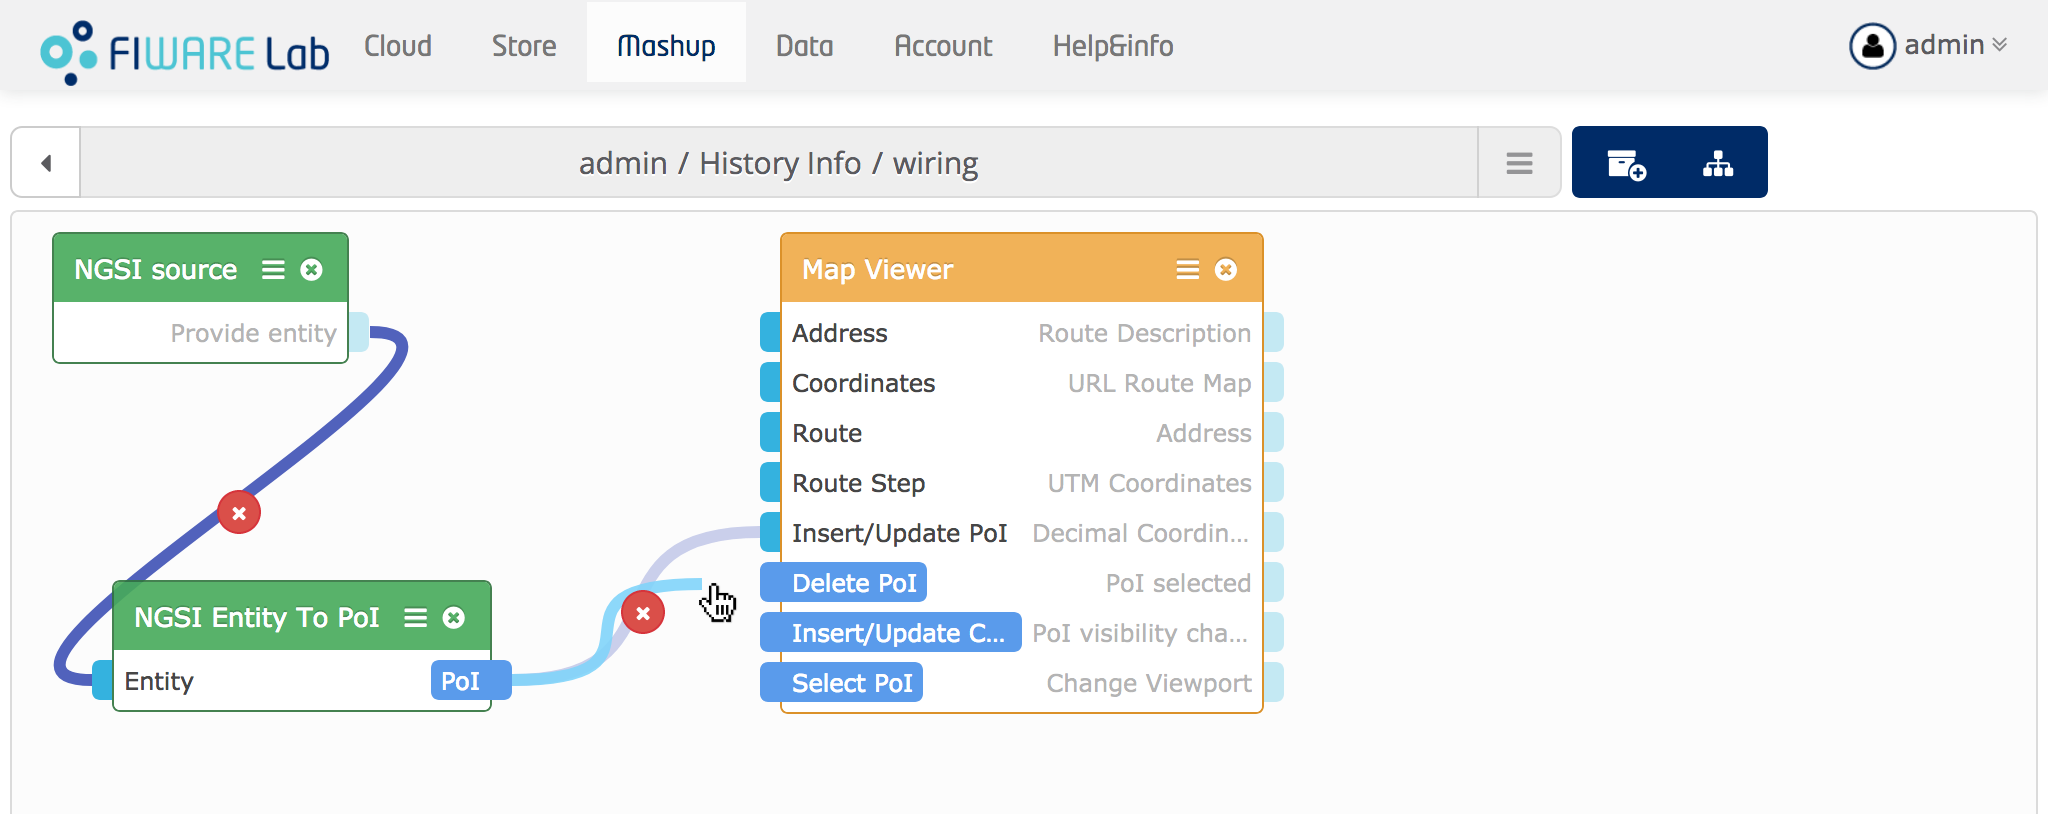 FIWARE Lab Cloud Store Mashup Data Account Help&info admin
admin / History Info / wiring
NGSI source
Provide entity
NGSI Entity To PoI
Entity PoI
Map Viewer
Address Route Description
Coordinates URL Route Map
Route Address
Route Step UTM Coordinates
Insert/Update PoI Decimal Coordin...
Delete PoI PoI selected
Insert/Update C... PoI visibility cha...
Select PoI Change Viewport